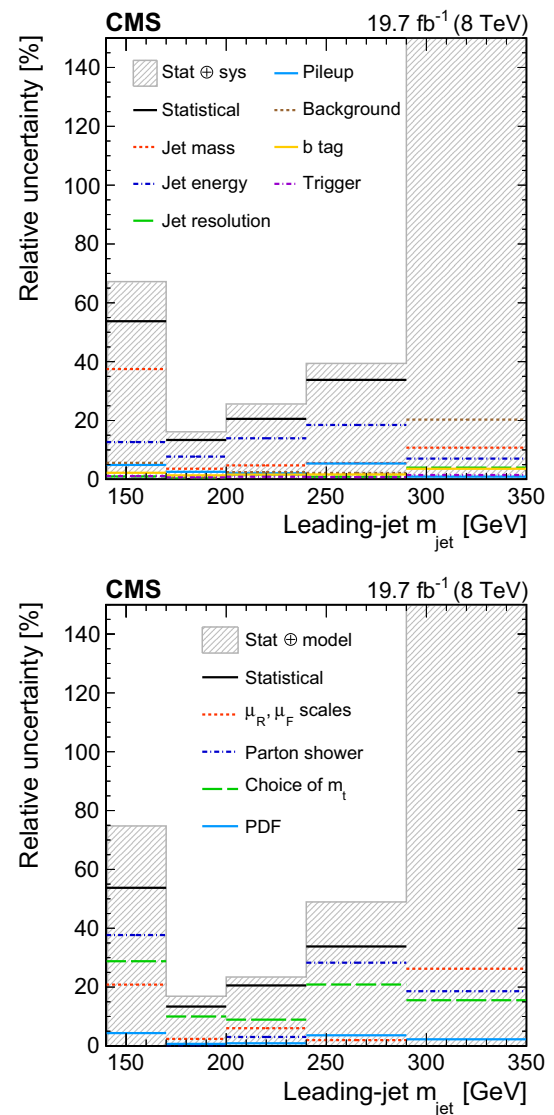 CMS 19.7 fb⁻¹ (8 TeV)
Relative uncertainty [%]
140
120
100
80
60
40
20
0
Stat ⊕ sys
Statistical
Jet mass
Jet energy
Jet resolution
Pileup
Background
b tag
Trigger
150 200 250 300 350
Leading-jet m_jet [GeV]
CMS 19.7 fb⁻¹ (8 TeV)
Relative uncertainty [%]
140
120
100
80
60
40
20
0
Stat ⊕ model
Statistical
μ_R, μ_F scales
Parton shower
Choice of m_t
PDF
150 200 250 300 350
Leading-jet m_jet [GeV]